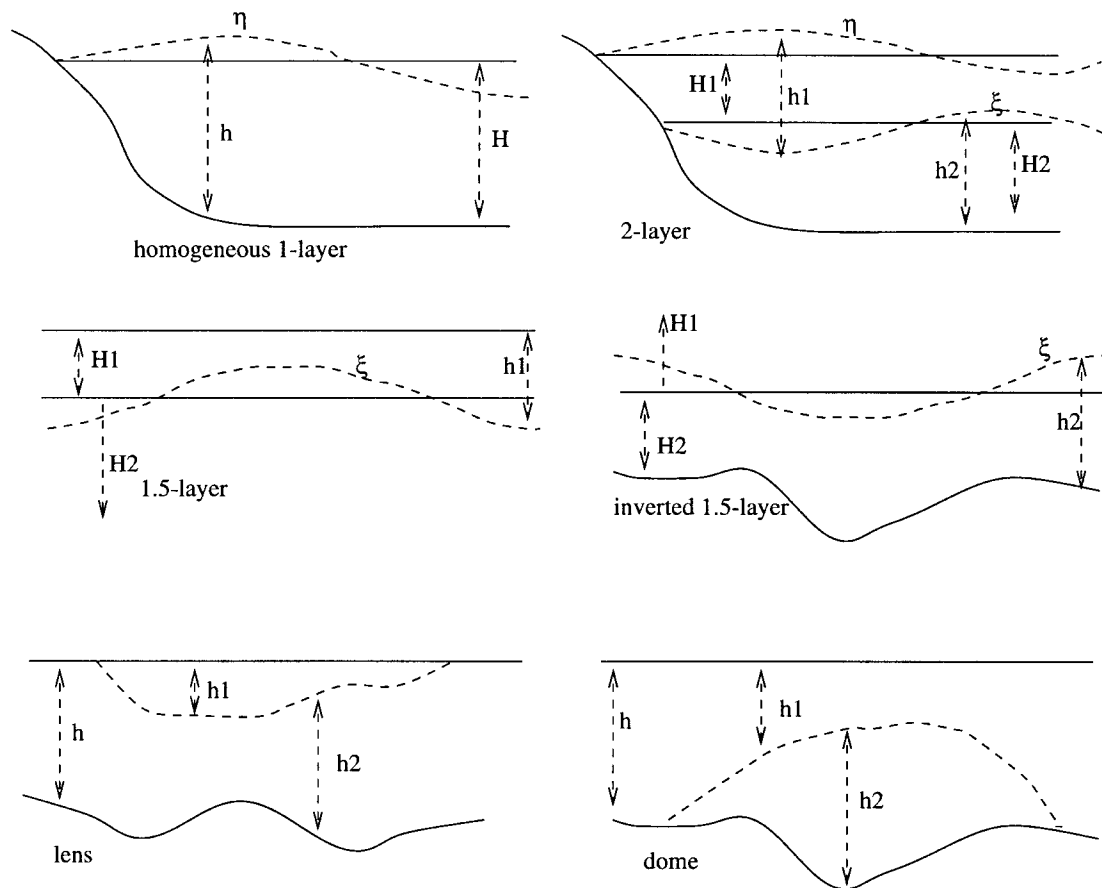 η
h
H
homogeneous 1-layer
η
H1
h1
ξ
h2
H2
2-layer
H1
ξ
h1
H2
1.5-layer
H1
ξ
H2
h2
inverted 1.5-layer
h
h1
h2
lens
h
h1
h2
dome